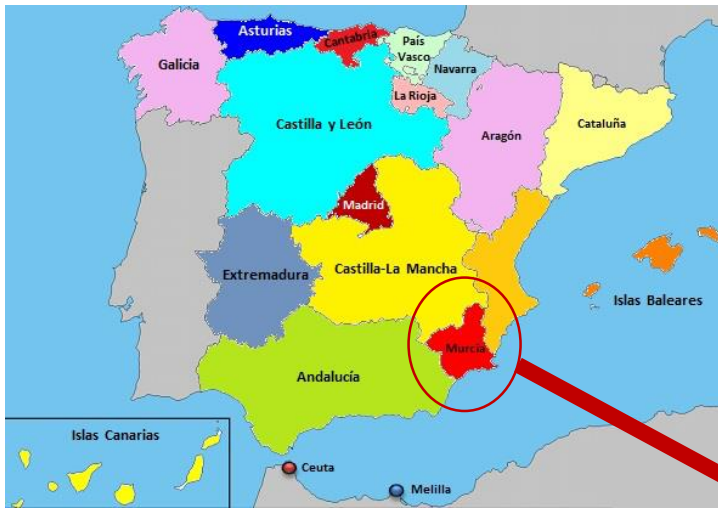 Asturias
Cantabria
País
Vasco
Navarra
Galicia
La Rioja
Castilla y León
Aragón
Cataluña
Madrid
Extremadura
Castilla-La Mancha
Islas Baleares
Murcia
Andalucía
Islas Canarias
Ceuta
Melilla